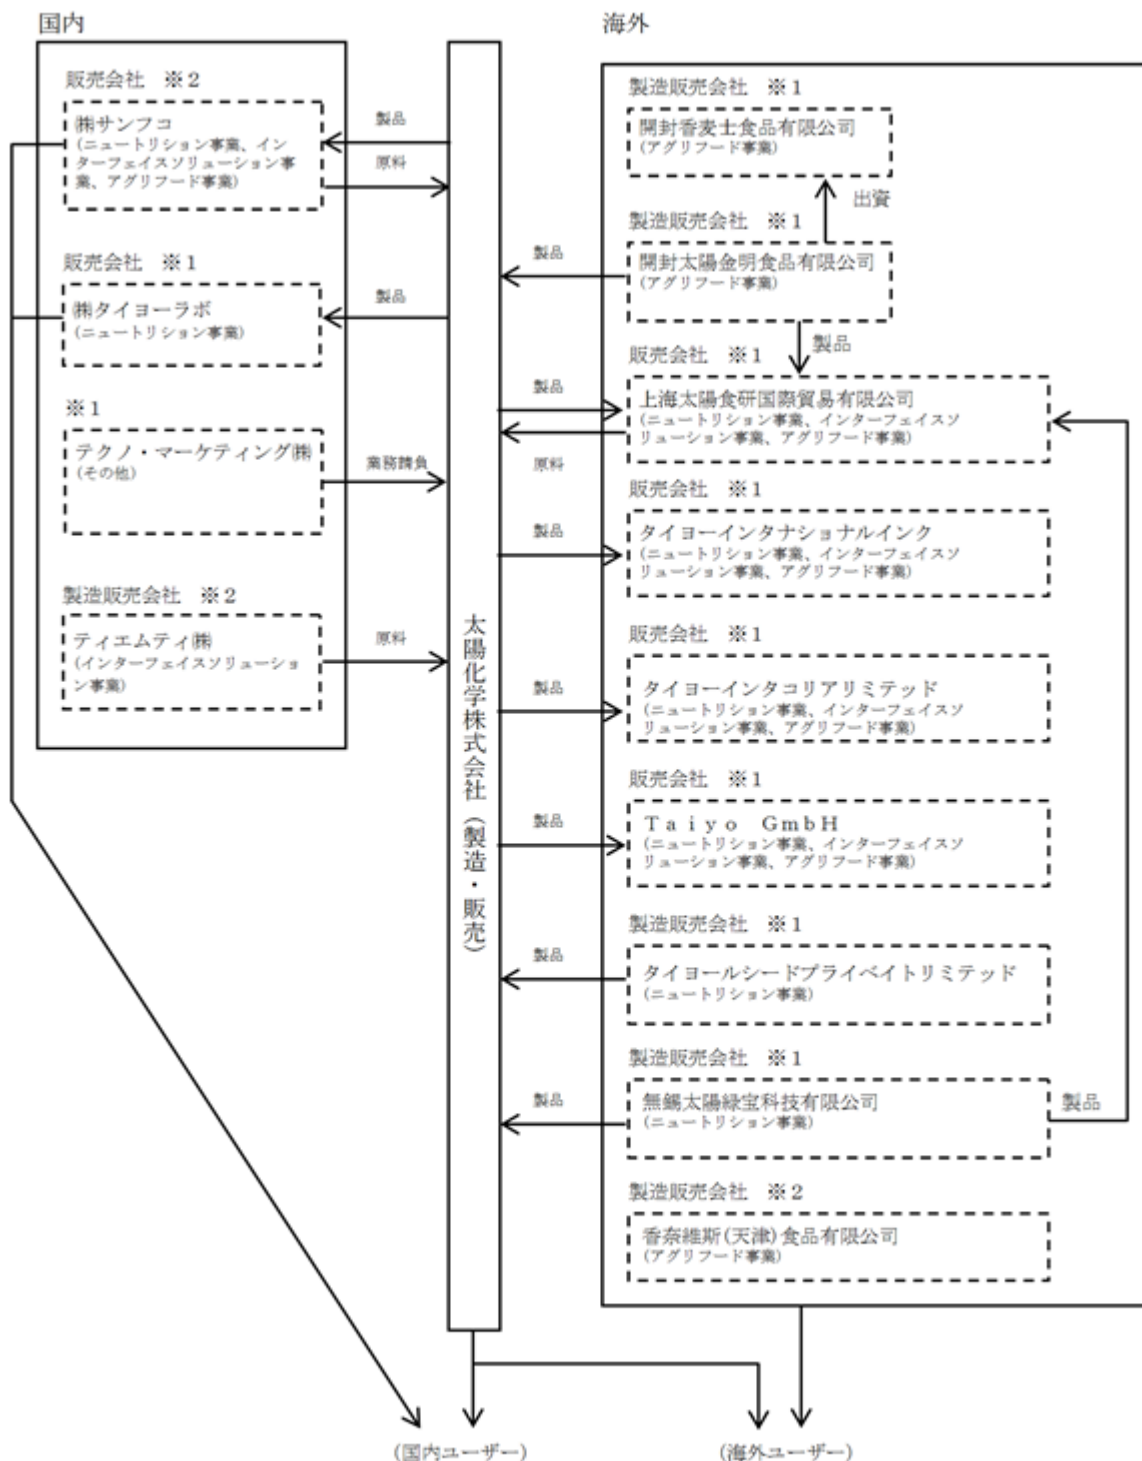 国内
販売会社 ※2
㈱サンフコ
(ニュートリション事業、イン
ターフェイスソリューション事
業、アグリフード事業)
製品
原料
販売会社 ※1
㈱タイヨーラボ
(ニュートリション事業)
製品
※1
テクノ・マーケティング㈱
(その他)
業務請負
製造販売会社 ※2
ティエムティ㈱
(インターフェイスソリューショ
ン事業)
原料
太陽化学株式会社(製造・販売)
海外
製造販売会社 ※1
開封香麦士食品有限公司
(アグリフード事業)
出資
製造販売会社 ※1
開封太陽金明食品有限公司
(アグリフード事業)
製品
製品
販売会社 ※1
上海太陽食研国際貿易有限公司
(ニュートリション事業、インターフェイスソ
リューション事業、アグリフード事業)
製品
原料
販売会社 ※1
タイヨーインタナショナルインク
(ニュートリション事業、インターフェイスソ
リューション事業、アグリフード事業)
製品
販売会社 ※1
タイヨーインタコリアリミテッド
(ニュートリション事業、インターフェイスソ
リューション事業、アグリフード事業)
製品
販売会社 ※1
Taiyo GmbH
(ニュートリション事業、インターフェイスソ
リューション事業、アグリフード事業)
製品
製造販売会社 ※1
タイヨールシードプライベイトリミテッド
(ニュートリション事業)
製品
製造販売会社 ※1
無錫太陽緑宝科技有限公司
(ニュートリション事業)
製品
製品
製造販売会社 ※2
香奈維斯(天津)食品有限公司
(アグリフード事業)
(国内ユーザー)
(海外ユーザー)